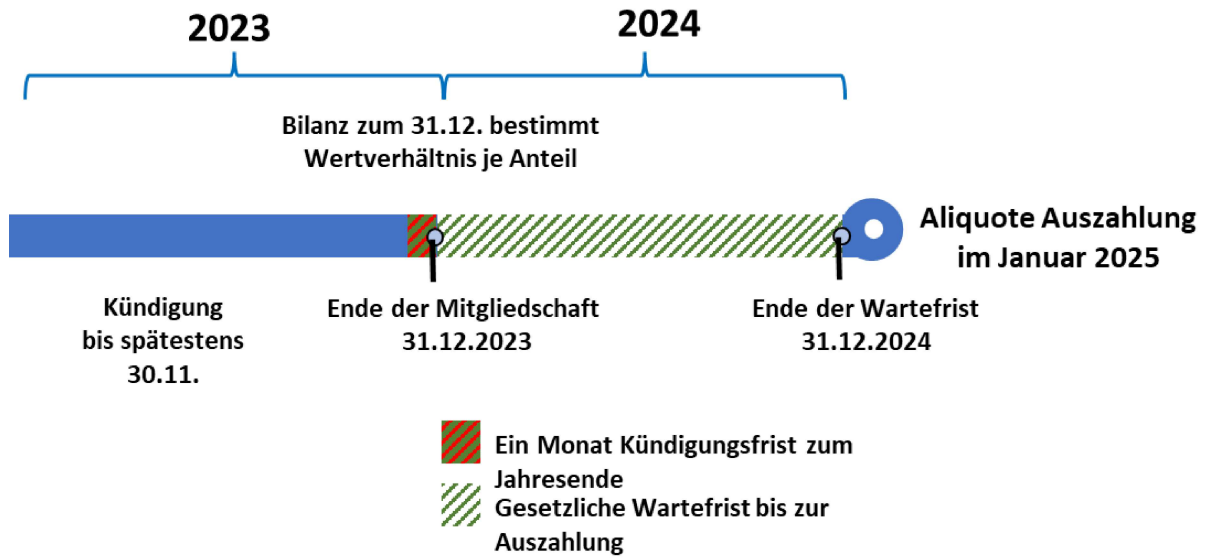 2023
2024
Bilanz zum 31.12. bestimmt
Wertverhältnis je Anteil
Aliquote Auszahlung
im Januar 2025
Kündigung
bis spätestens
30.11.
Ende der Mitgliedschaft
31.12.2023
Ende der Wartefrist
31.12.2024
Ein Monat Kündigungsfrist zum
Jahresende
Gesetzliche Wartefrist bis zur
Auszahlung